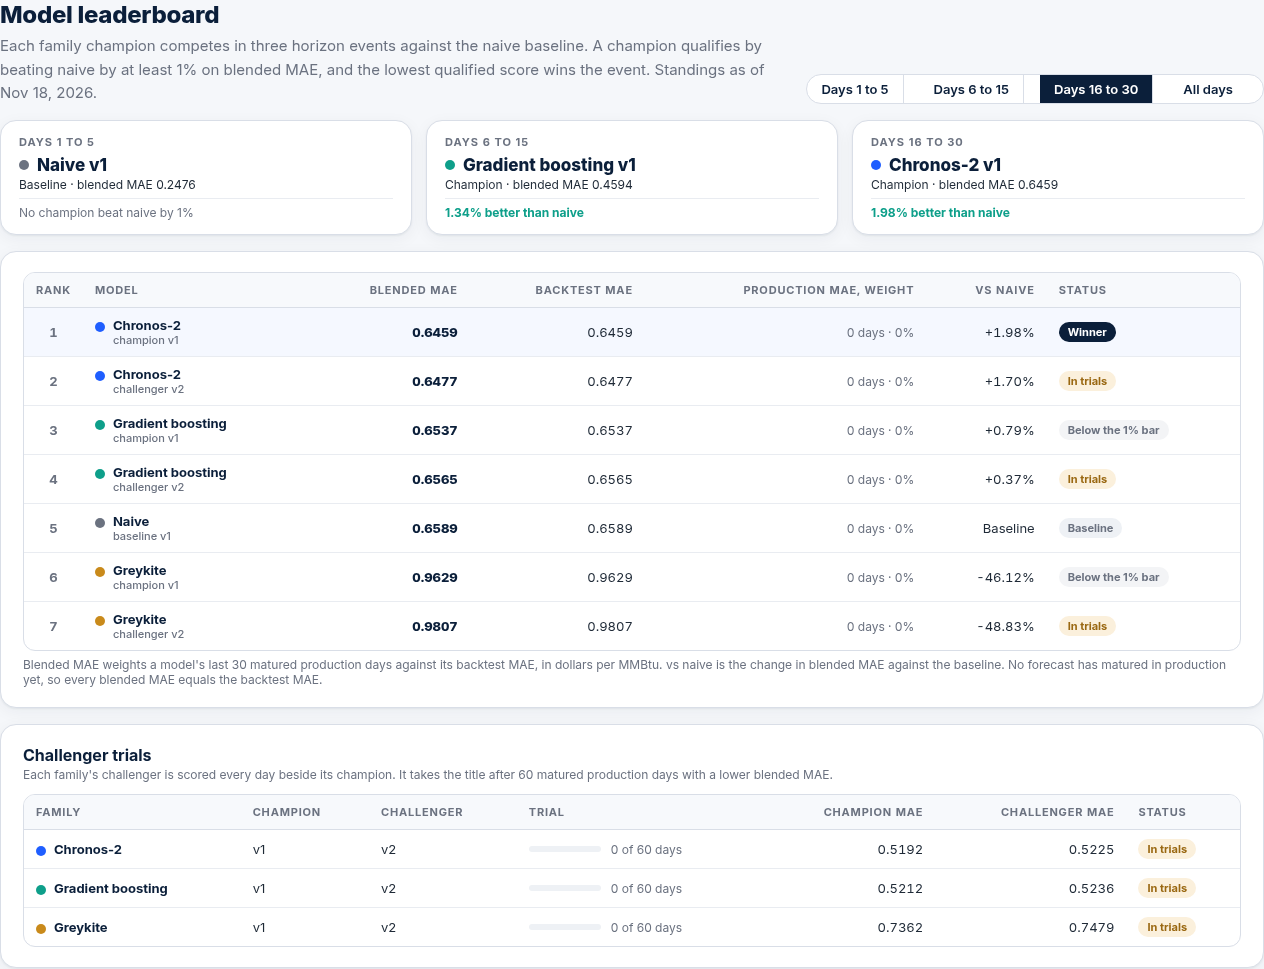 Model leaderboard
Each family champion competes in three horizon events against the naive baseline. A champion qualifies by
beating naive by at least 1% on blended MAE, and the lowest qualified score wins the event. Standings as of
Nov 18, 2026.
Days 1 to 5 Days 6 to 15 Days 16 to 30 All days
DAYS 1 TO 5
Naive v1
Baseline · blended MAE 0.2476
No champion beat naive by 1%
DAYS 6 TO 15
Gradient boosting v1
Champion · blended MAE 0.4594
1.34% better than naive
DAYS 16 TO 30
Chronos-2 v1
Champion · blended MAE 0.6459
1.98% better than naive
RANK MODEL BLENDED MAE BACKTEST MAE PRODUCTION MAE, WEIGHT VS NAIVE STATUS
1 Chronos-2 champion v1 0.6459 0.6459 0 days · 0% +1.98% Winner
2 Chronos-2 challenger v2 0.6477 0.6477 0 days · 0% +1.70% In trials
3 Gradient boosting champion v1 0.6537 0.6537 0 days · 0% +0.79% Below the 1% bar
4 Gradient boosting challenger v2 0.6565 0.6565 0 days · 0% +0.37% In trials
5 Naive baseline v1 0.6589 0.6589 0 days · 0% Baseline Baseline
6 Greykite champion v1 0.9629 0.9629 0 days · 0% -46.12% Below the 1% bar
7 Greykite challenger v2 0.9807 0.9807 0 days · 0% -48.83% In trials
Blended MAE weights a model's last 30 matured production days against its backtest MAE, in dollars per MMBtu. vs naive is the change in blended MAE against the baseline. No forecast has matured in production
yet, so every blended MAE equals the backtest MAE.
Challenger trials
Each family's challenger is scored every day beside its champion. It takes the title after 60 matured production days with a lower blended MAE.
FAMILY CHAMPION CHALLENGER TRIAL CHAMPION MAE CHALLENGER MAE STATUS
Chronos-2 v1 v2 0 of 60 days 0.5192 0.5225 In trials
Gradient boosting v1 v2 0 of 60 days 0.5212 0.5236 In trials
Greykite v1 v2 0 of 60 days 0.7362 0.7479 In trials